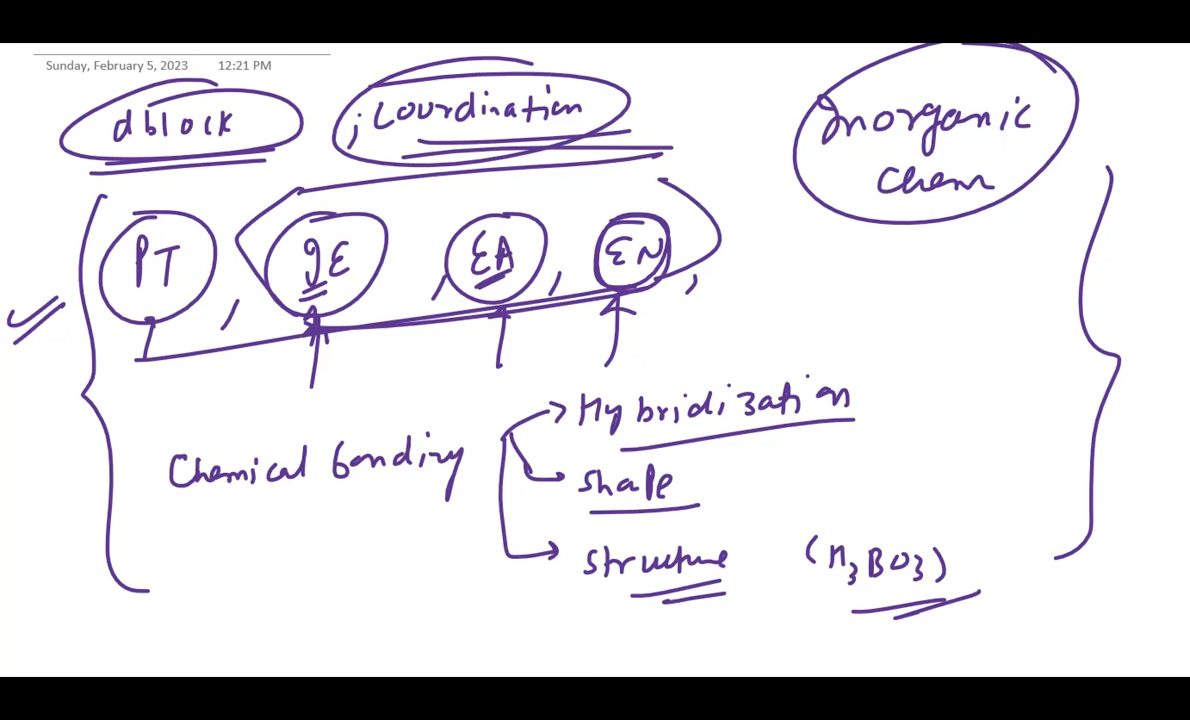 Sunday, February 5, 2023 12:21 PM
dblock ; Coordination
Inorganic
Chem
PT , IE , EA , EN ,
Chemical bonding
Hybridization
Shape
Structure (H3BO3)